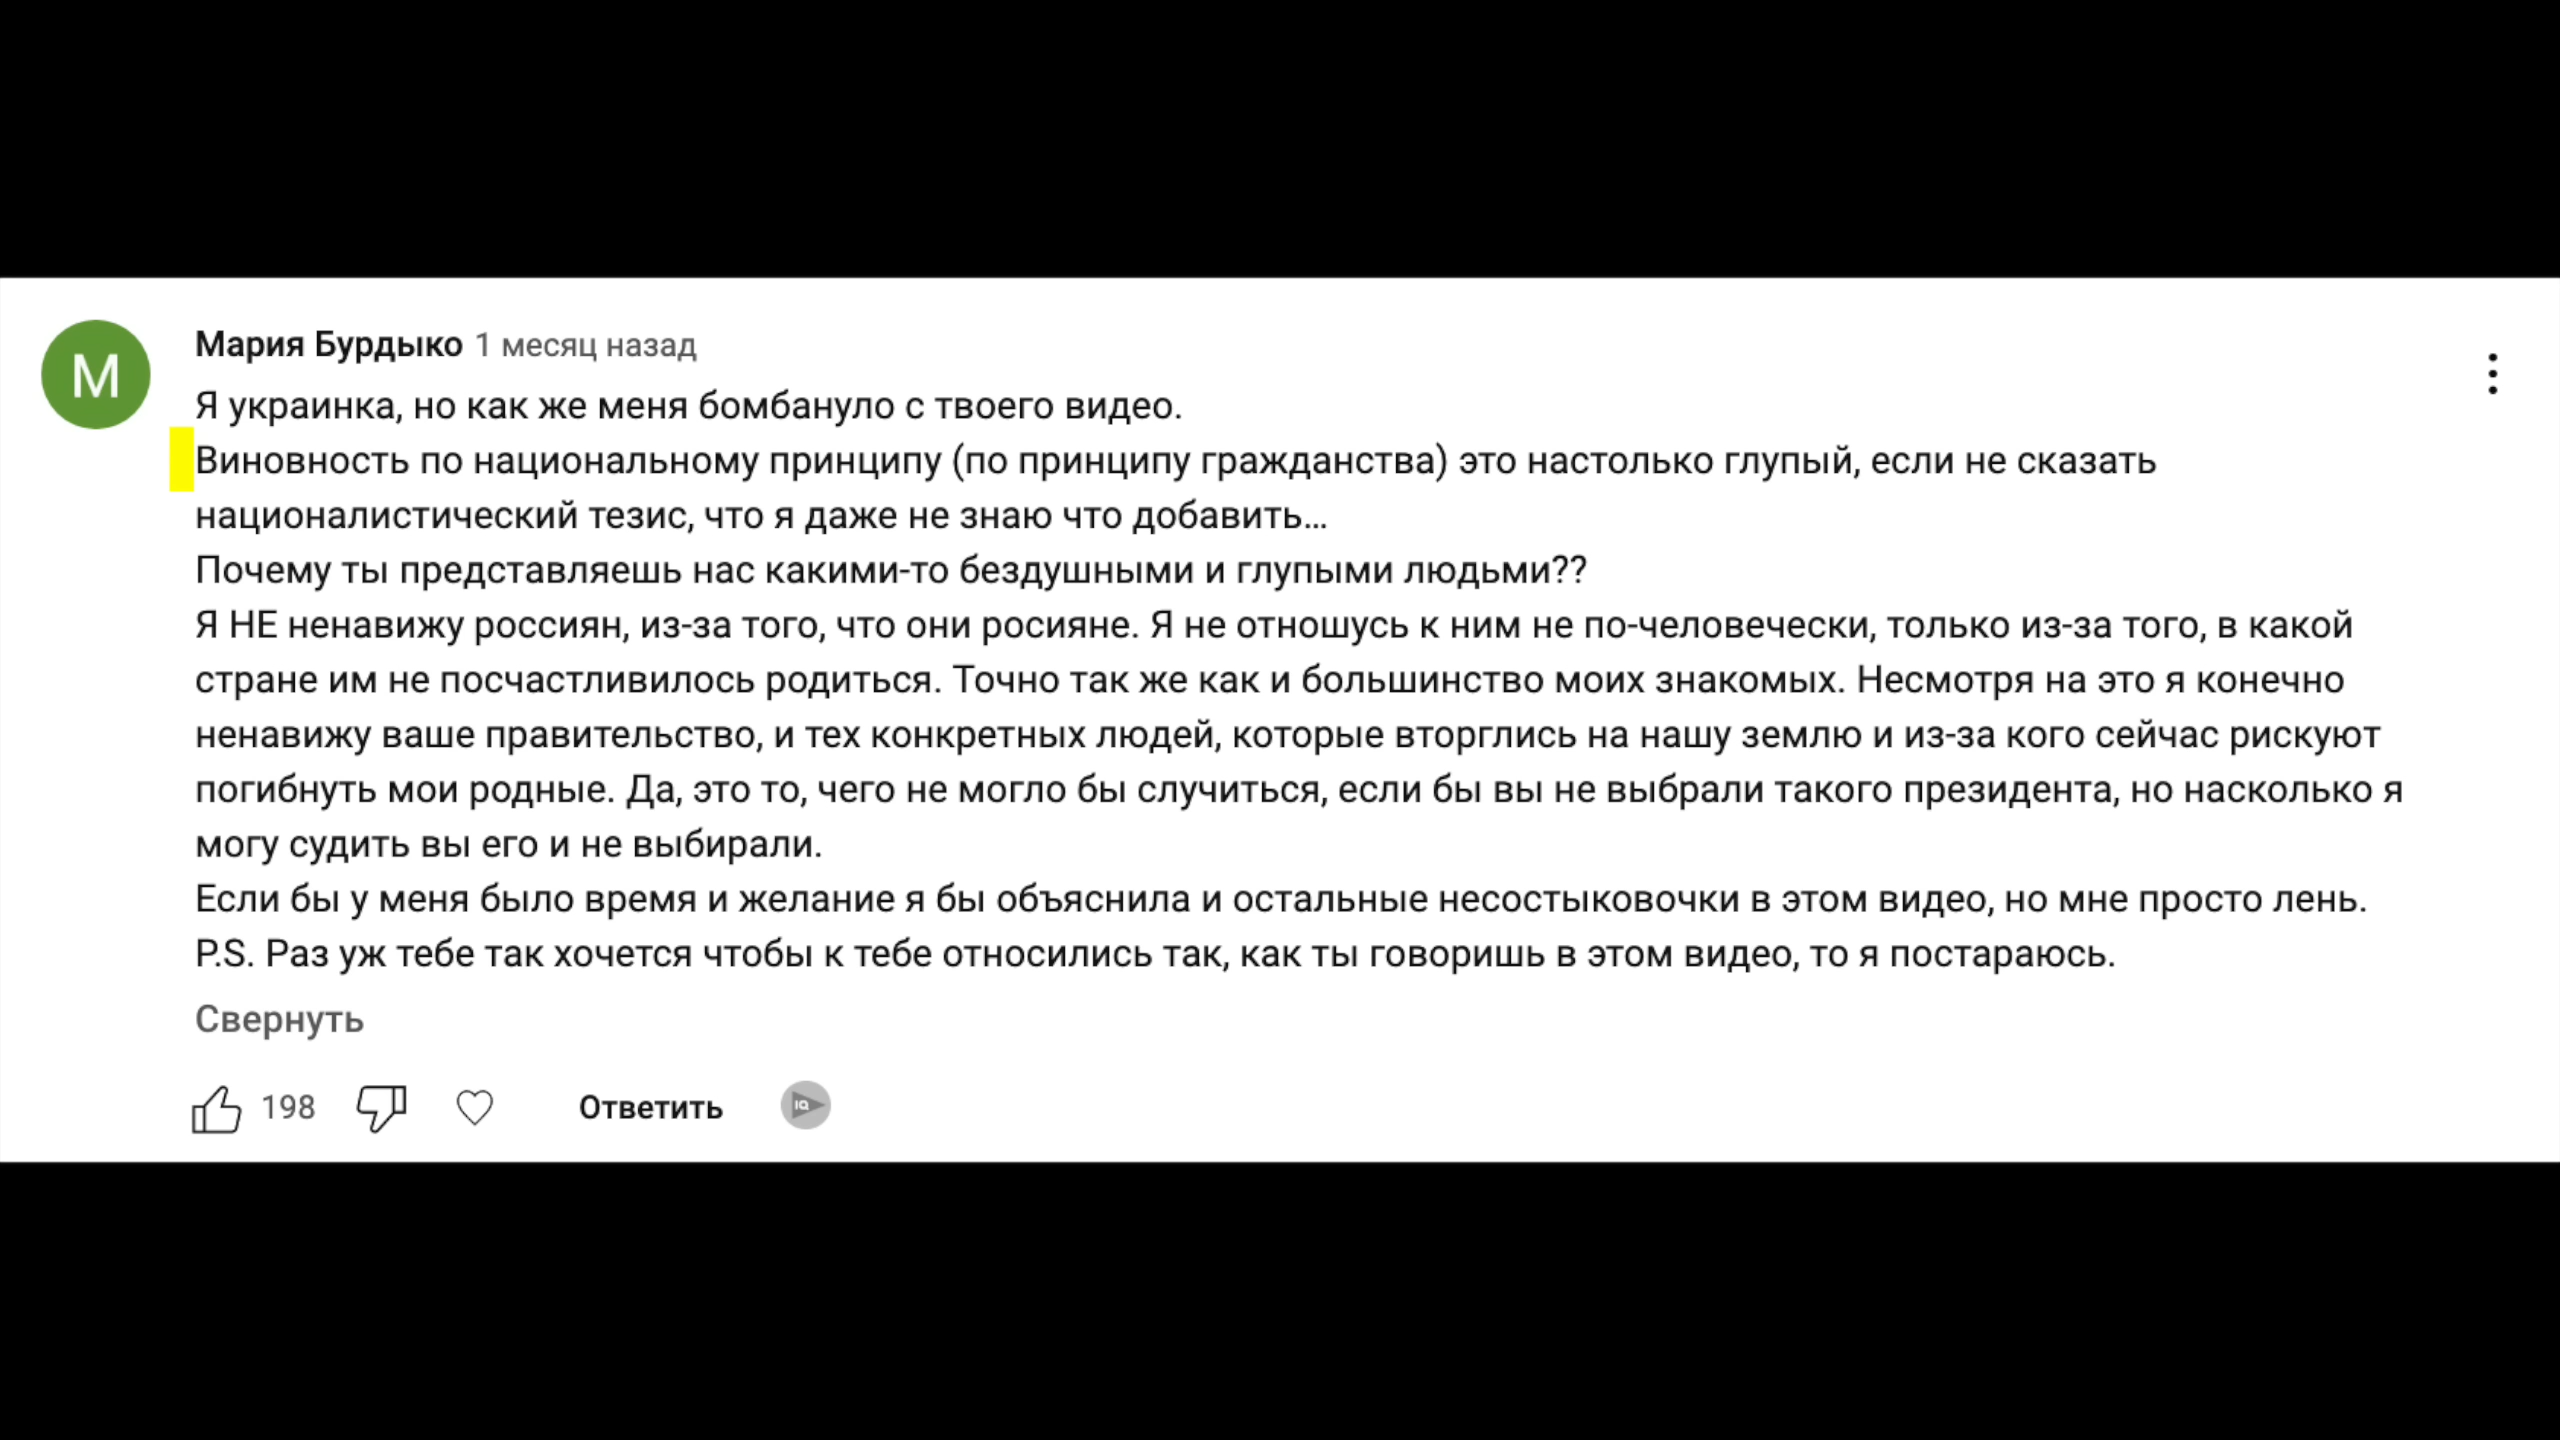 Мария Бурдыко 1 месяц назад
М
Я украинка, но как же меня бомбануло с твоего видео.
Виновность по национальному принципу (по принципу гражданства) это настолько глупый, если не сказать
националистический тезис, что я даже не знаю что добавить...
Почему ты представляешь нас какими-то бездушными и глупыми людьми??
Я НЕ ненавижу россиян, из-за того, что они росияне. Я не отношусь к ним не по-человечески, только из-за того, в какой
стране им не посчастливилось родиться. Точно так же как и большинство моих знакомых. Несмотря на это я конечно
ненавижу ваше правительство, и тех конкретных людей, которые вторглись на нашу землю и из-за кого сейчас рискуют
погибнуть мои родные. Да, это то, чего не могло бы случиться, если бы вы не выбрали такого президента, но насколько я
могу судить вы его и не выбирали.
Если бы у меня было время и желание я бы объяснила и остальные несостыковочки в этом видео, но мне просто лень.
P.S. Раз уж тебе так хочется чтобы к тебе относились так, как ты говоришь в этом видео, то я постараюсь.
Свернуть
198 Ответить IQ